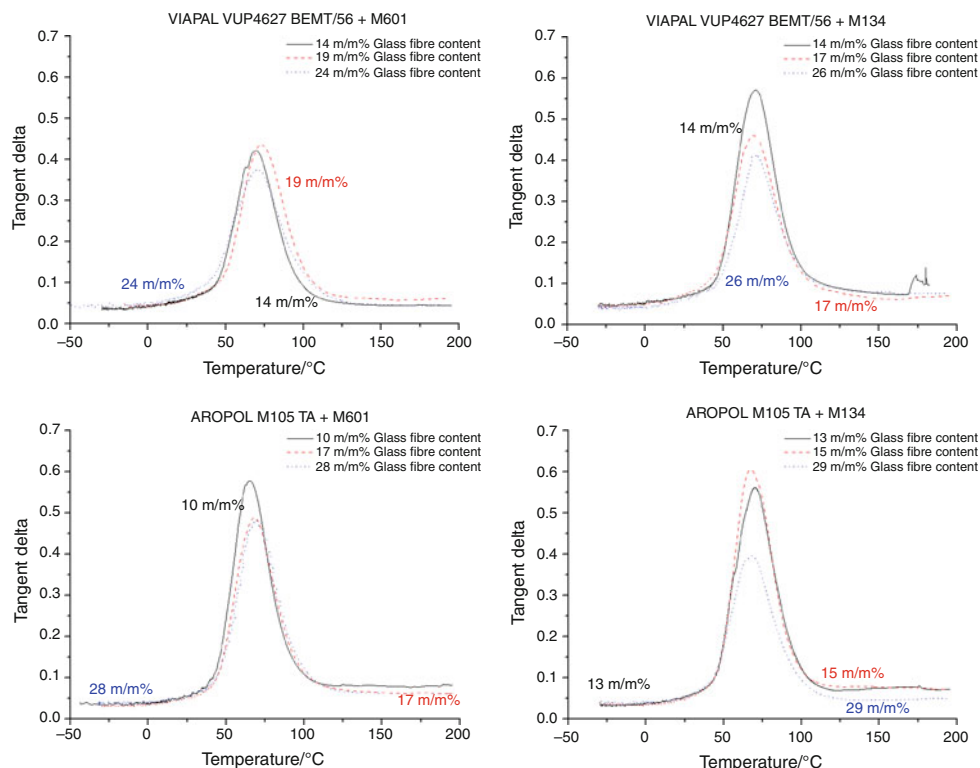 VIAPAL VUP4627 BEMT/56 + M601
0.7
0.6
0.5
0.4
0.3
0.2
0.1
0.0
Tangent delta
14 m/m% Glass fibre content
19 m/m% Glass fibre content
24 m/m% Glass fibre content
19 m/m%
24 m/m%
14 m/m%
–50 0 50 100 150 200
Temperature/°C
VIAPAL VUP4627 BEMT/56 + M134
0.7
0.6
0.5
0.4
0.3
0.2
0.1
0.0
Tangent delta
14 m/m% Glass fibre content
17 m/m% Glass fibre content
26 m/m% Glass fibre content
14 m/m%
26 m/m%
17 m/m%
–50 0 50 100 150 200
Temperature/°C
AROPOL M105 TA + M601
0.7
0.6
0.5
0.4
0.3
0.2
0.1
0.0
Tangent delta
10 m/m% Glass fibre content
17 m/m% Glass fibre content
28 m/m% Glass fibre content
10 m/m%
28 m/m%
17 m/m%
–50 0 50 100 150 200
Temperature/°C
AROPOL M105 TA + M134
0.7
0.6
0.5
0.4
0.3
0.2
0.1
0.0
Tangent delta
13 m/m% Glass fibre content
15 m/m% Glass fibre content
29 m/m% Glass fibre content
13 m/m%
15 m/m%
29 m/m%
–50 0 50 100 150 200
Temperature/°C